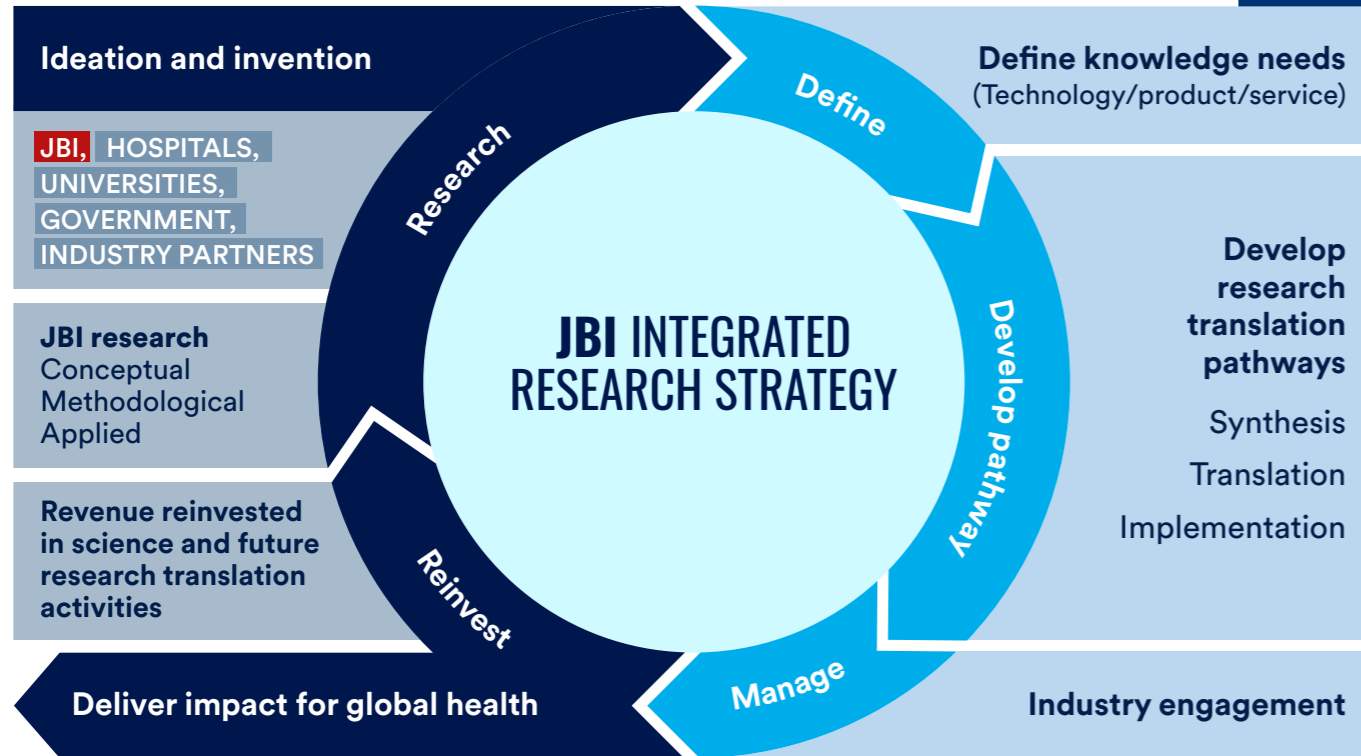 Ideation and invention
JBI, HOSPITALS,
UNIVERSITIES,
GOVERNMENT,
INDUSTRY PARTNERS
JBI research
Conceptual
Methodological
Applied
Revenue reinvested
in science and future
research translation
activities
Deliver impact for global health
Research
Define
Develop pathway
Manage
Reinvest
JBI INTEGRATED
RESEARCH STRATEGY
Define knowledge needs
(Technology/product/service)
Develop
research
translation
pathways
Synthesis
Translation
Implementation
Industry engagement